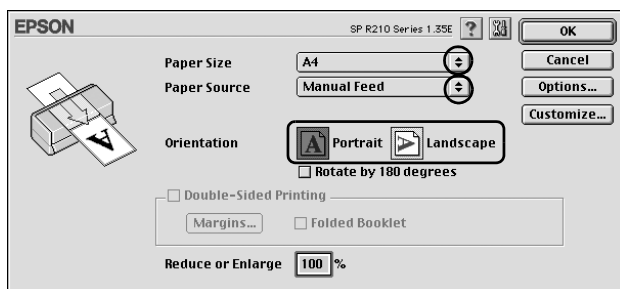 EPSON SP R210 Series 1.35E ? OK
Paper Size A4 Cancel
Paper Source Manual Feed Options...
Customize...
Orientation A Portrait A Landscape
Rotate by 180 degrees
Double-Sided Printing
Margins... Folded Booklet
Reduce or Enlarge 100 %
A